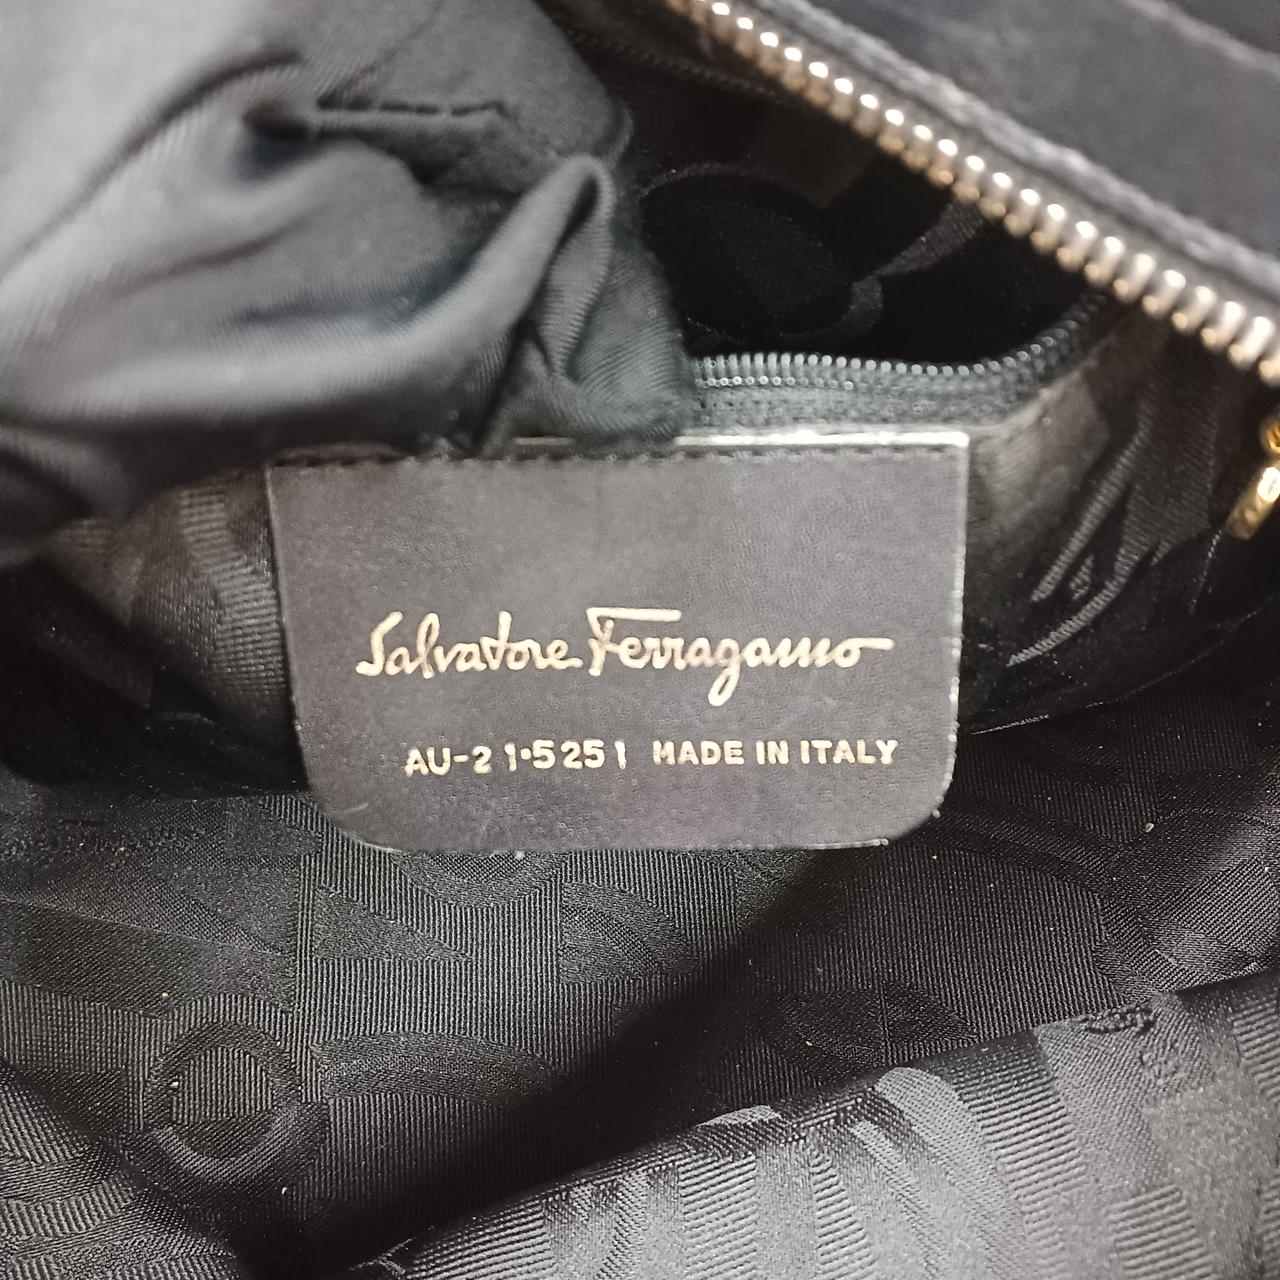 Salvatore Ferragamo
AU-21·5251 MADE IN ITALY